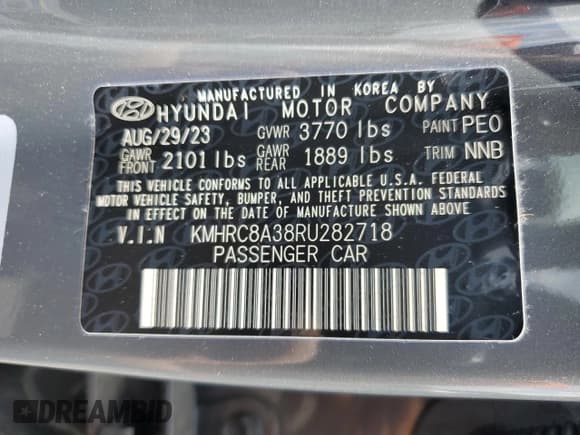 MANUFACTURED IN KOREA BY
HYUNDAI MOTOR COMPANY
AUG/29/23 GVWR 3770 lbs PAINT PEO
GAWR FRONT 2101 lbs GAWR REAR 1889 lbs TRIM NNB
THIS VEHICLE CONFORMS TO ALL APPLICABLE U.S.A. FEDERAL
MOTOR VEHICLE SAFETY, BUMPER, AND THEFT PREVENTION STANDARDS
IN EFFECT ON THE DATE OF MANUFACTURE SHOWN ABOVE.
V.I.N KMHRC8A38RU282718
PASSENGER CAR
DREAMBID